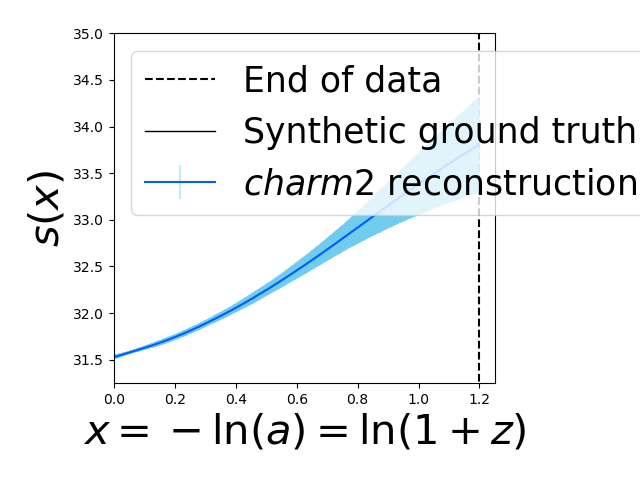 35.0
34.5
34.0
33.5
33.0
32.5
32.0
31.5
s(x)
End of data
Synthetic ground truth
charm2 reconstruction
0.0 0.2 0.4 0.6 0.8 1.0 1.2
x = −ln(a) = ln(1 + z)